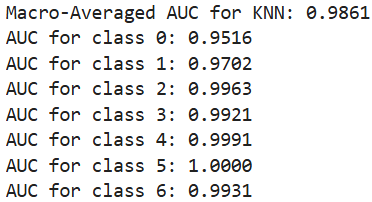 Macro-Averaged AUC for KNN: 0.9861
AUC for class 0: 0.9516
AUC for class 1: 0.9702
AUC for class 2: 0.9963
AUC for class 3: 0.9921
AUC for class 4: 0.9991
AUC for class 5: 1.0000
AUC for class 6: 0.9931